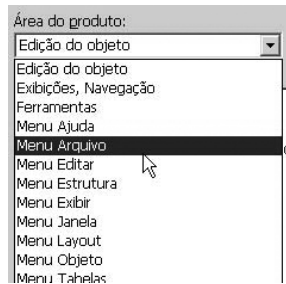 Área do produto:
Edição do objeto
Edição do objeto
Exibições, Navegação
Ferramentas
Menu Ajuda
Menu Arquivo
Menu Editar
Menu Estrutura
Menu Exibir
Menu Janela
Menu Layout
Menu Objeto
Menu Tabelas